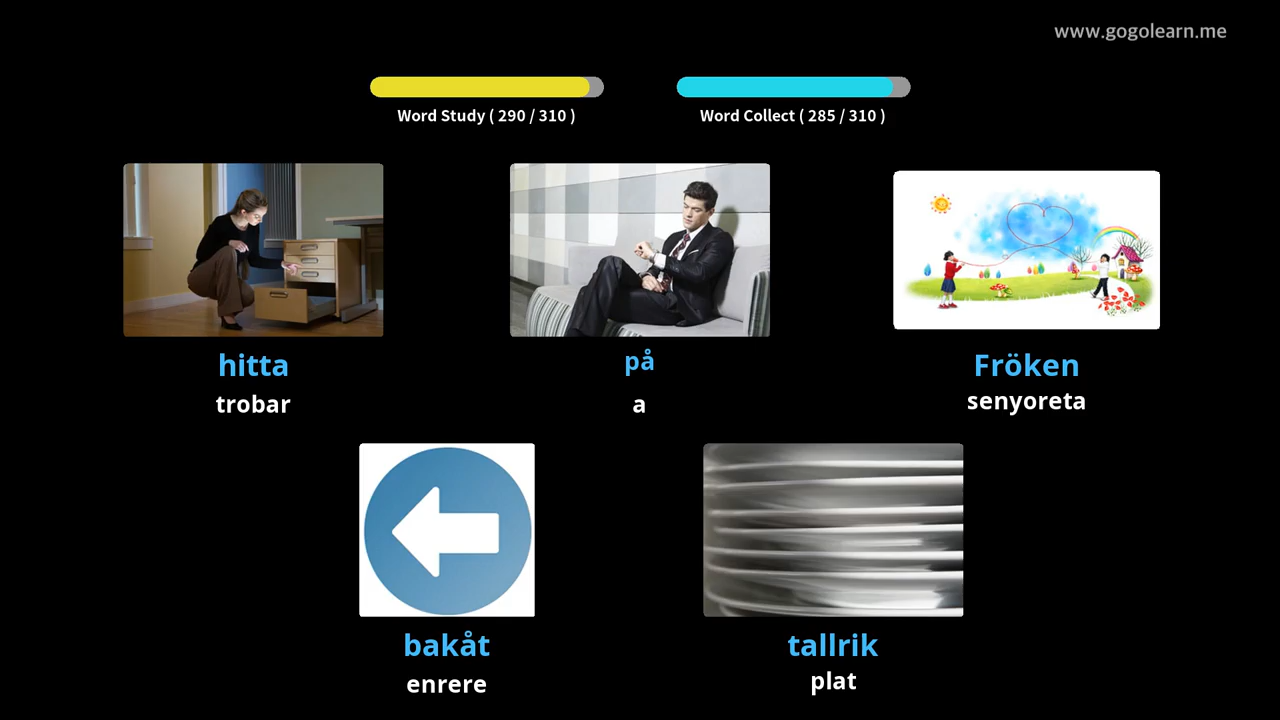 www.gogolearn.me
Word Study ( 290 / 310 )
Word Collect ( 285 / 310 )
hitta
trobar
på
a
Fröken
senyoreta
bakåt
enrere
tallrik
plat